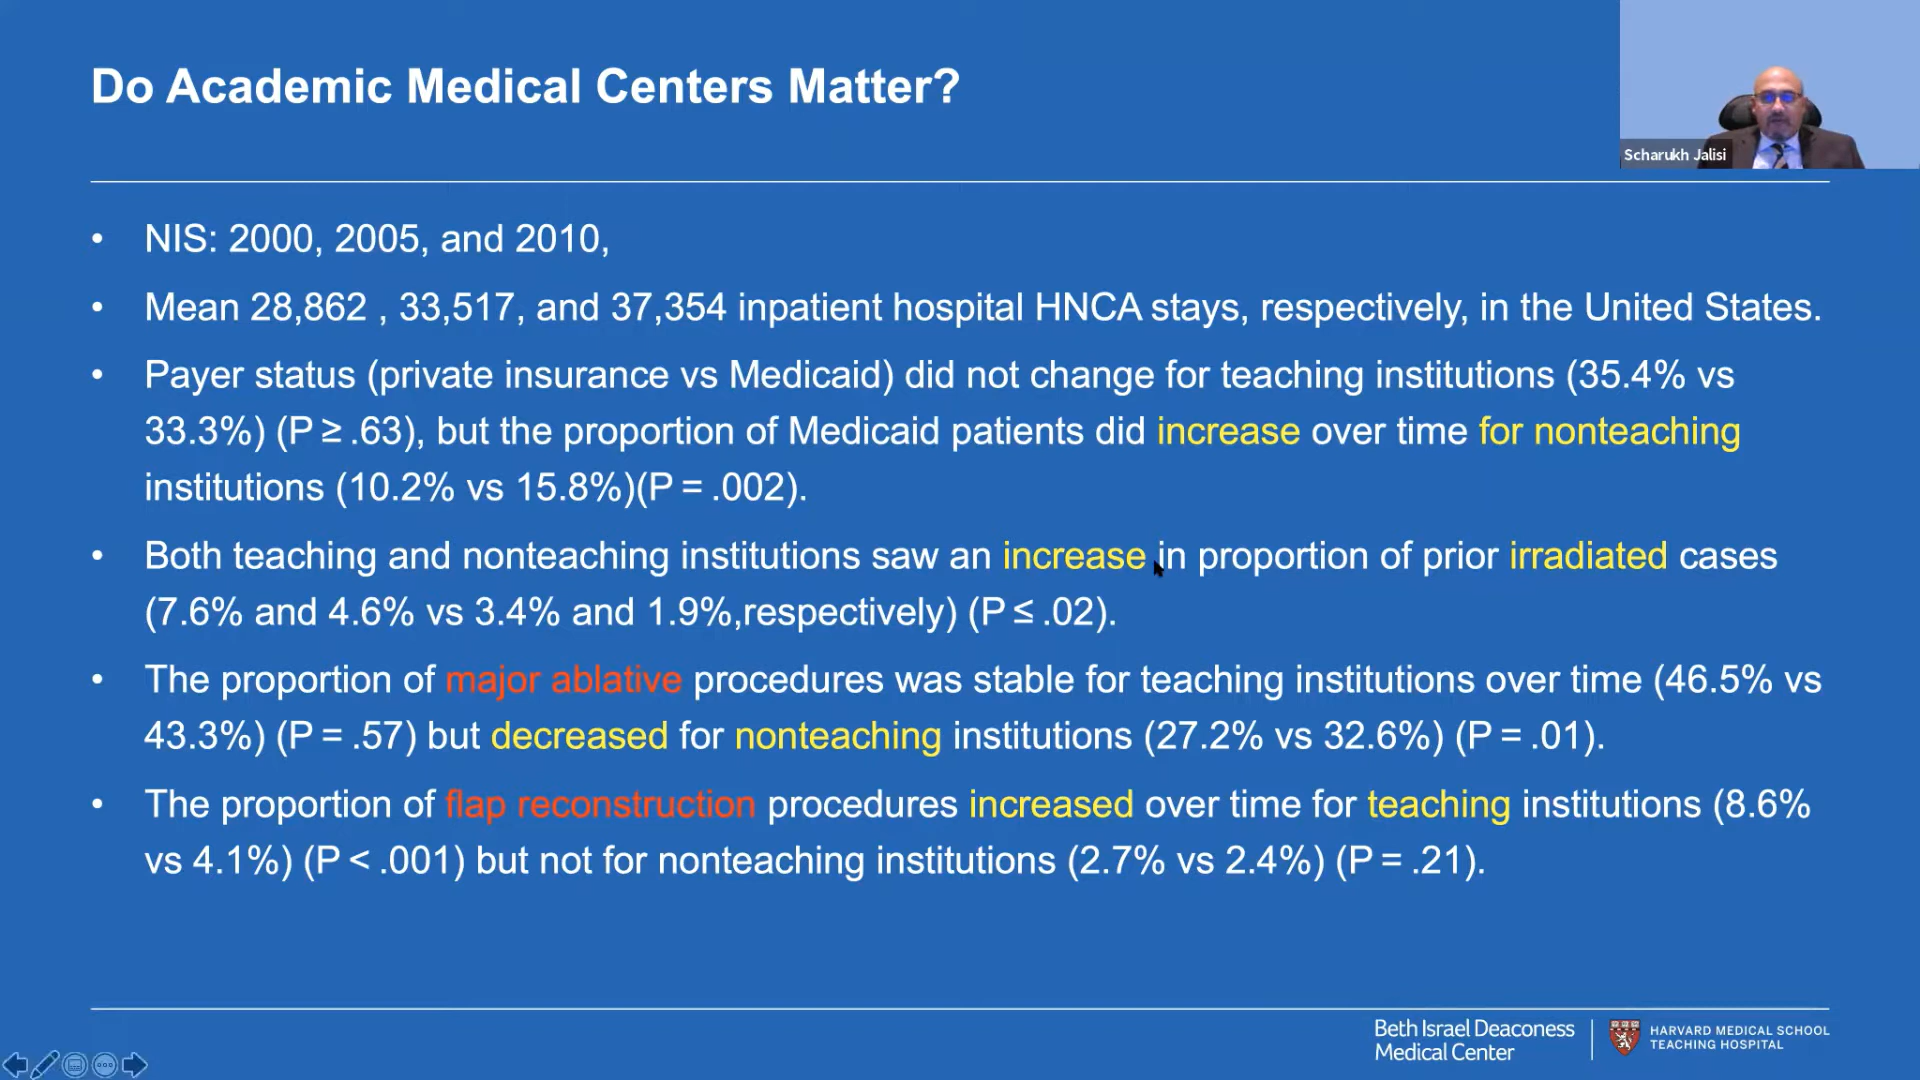 Do Academic Medical Centers Matter?
Scharukh Jalisi
• NIS: 2000, 2005, and 2010,
• Mean 28,862 , 33,517, and 37,354 inpatient hospital HNCA stays, respectively, in the United States.
• Payer status (private insurance vs Medicaid) did not change for teaching institutions (35.4% vs
33.3%) (P ≥ .63), but the proportion of Medicaid patients did increase over time for nonteaching
institutions (10.2% vs 15.8%)(P = .002).
• Both teaching and nonteaching institutions saw an increase in proportion of prior irradiated cases
(7.6% and 4.6% vs 3.4% and 1.9%,respectively) (P ≤ .02).
• The proportion of major ablative procedures was stable for teaching institutions over time (46.5% vs
43.3%) (P = .57) but decreased for nonteaching institutions (27.2% vs 32.6%) (P = .01).
• The proportion of flap reconstruction procedures increased over time for teaching institutions (8.6%
vs 4.1%) (P < .001) but not for nonteaching institutions (2.7% vs 2.4%) (P = .21).
Beth Israel Deaconess
Medical Center
HARVARD MEDICAL SCHOOL
TEACHING HOSPITAL